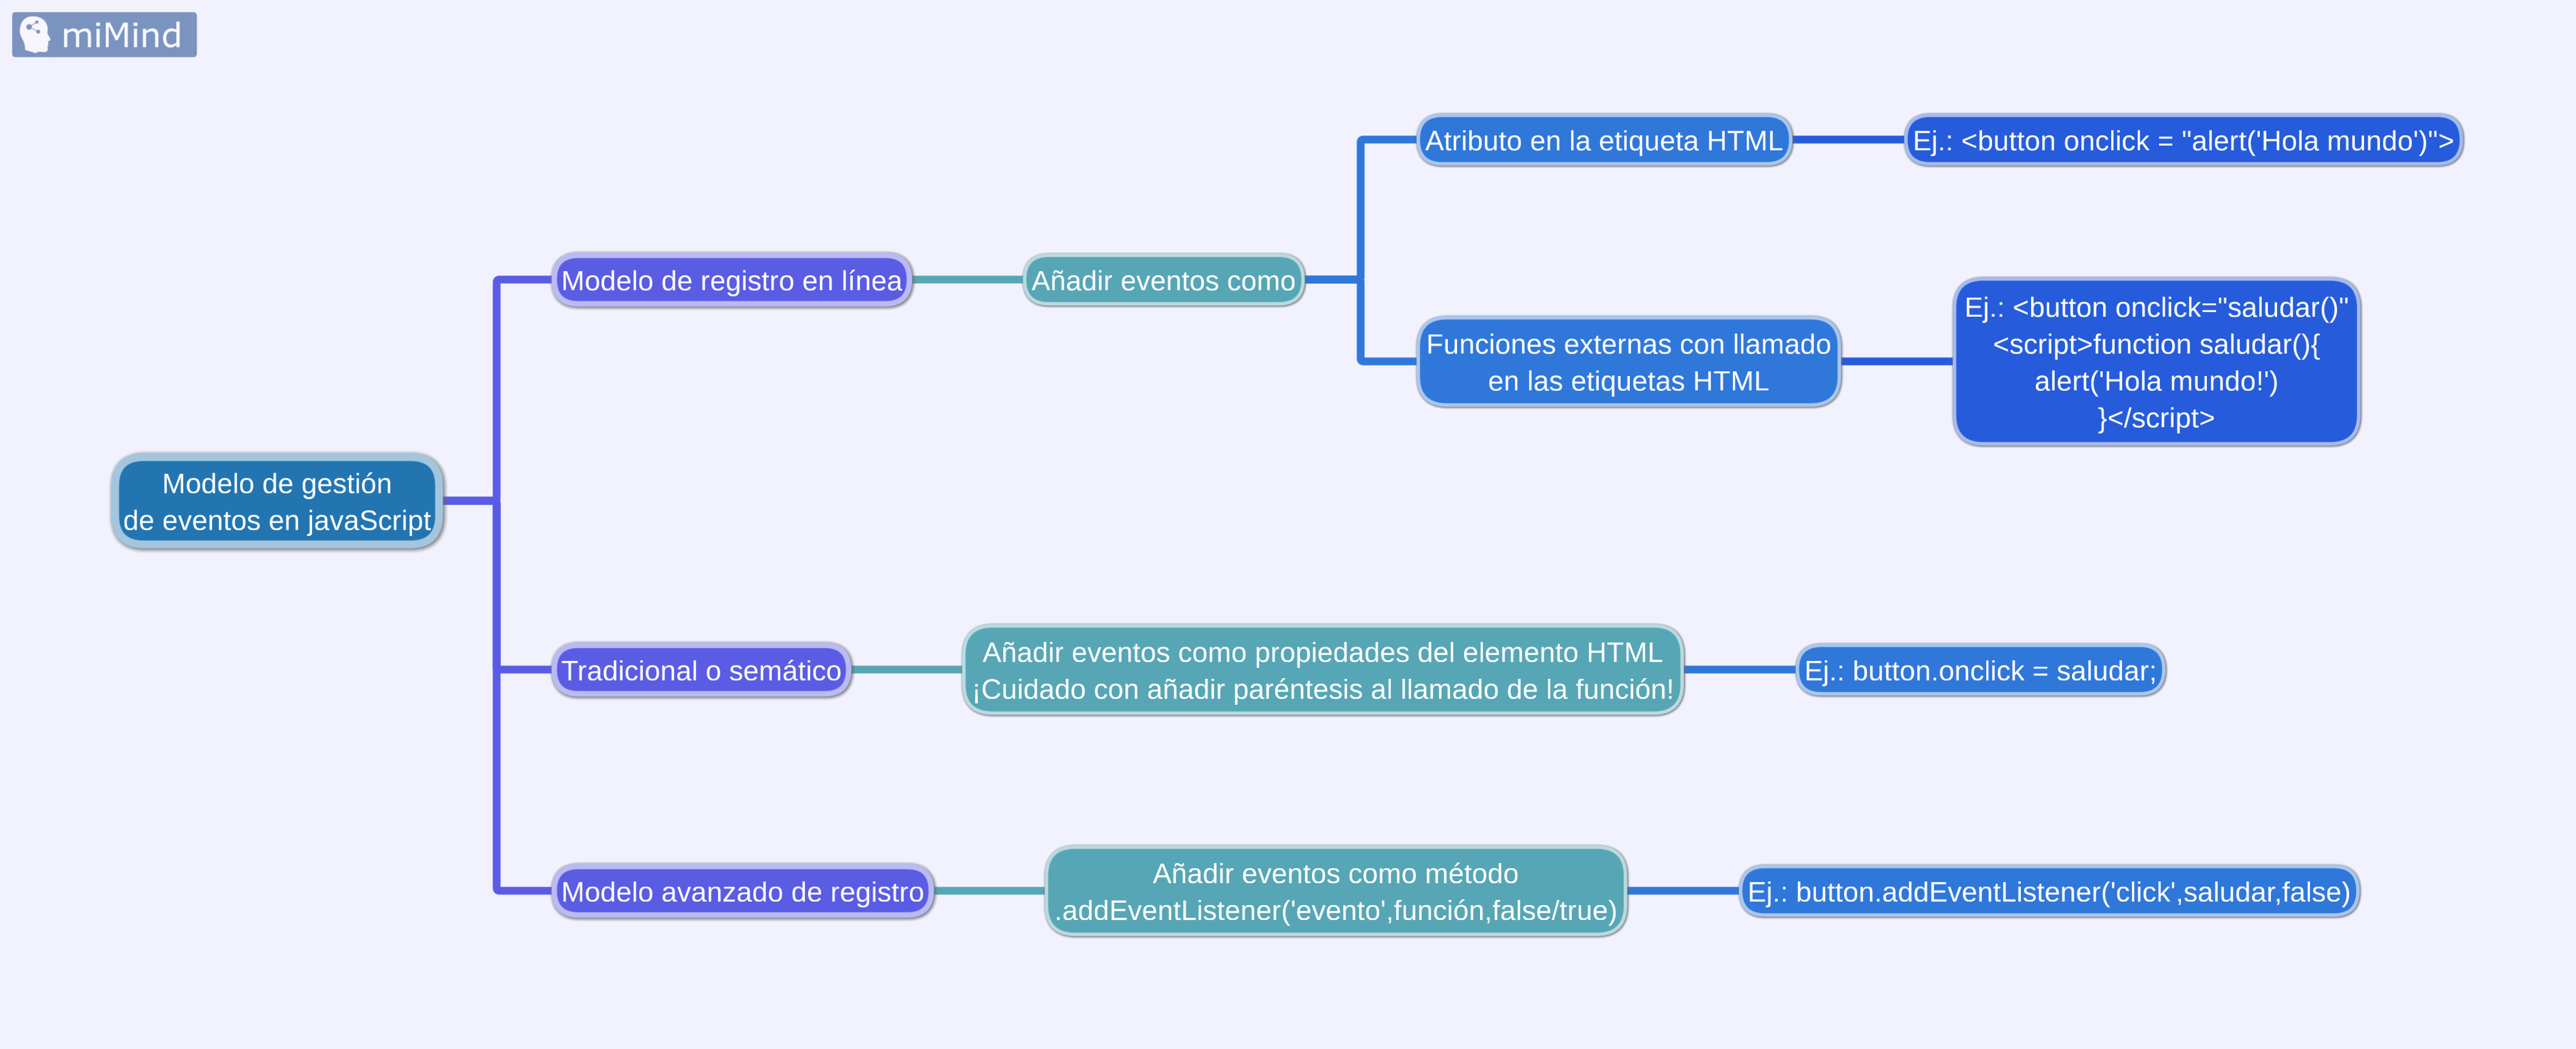 miMind
Atributo en la etiqueta HTML
Ej.: <button onclick = "alert('Hola mundo')">
Modelo de registro en línea
Añadir eventos como
Funciones externas con llamado
en las etiquetas HTML
Ej.: <button onclick="saludar()"
<script>function saludar(){
alert('Hola mundo!')
}</script>
Modelo de gestión
de eventos en javaScript
Tradicional o semático
Añadir eventos como propiedades del elemento HTML
¡Cuidado con añadir paréntesis al llamado de la función!
Ej.: button.onclick = saludar;
Modelo avanzado de registro
Añadir eventos como método
.addEventListener('evento',función,false/true)
Ej.: button.addEventListener('click',saludar,false)